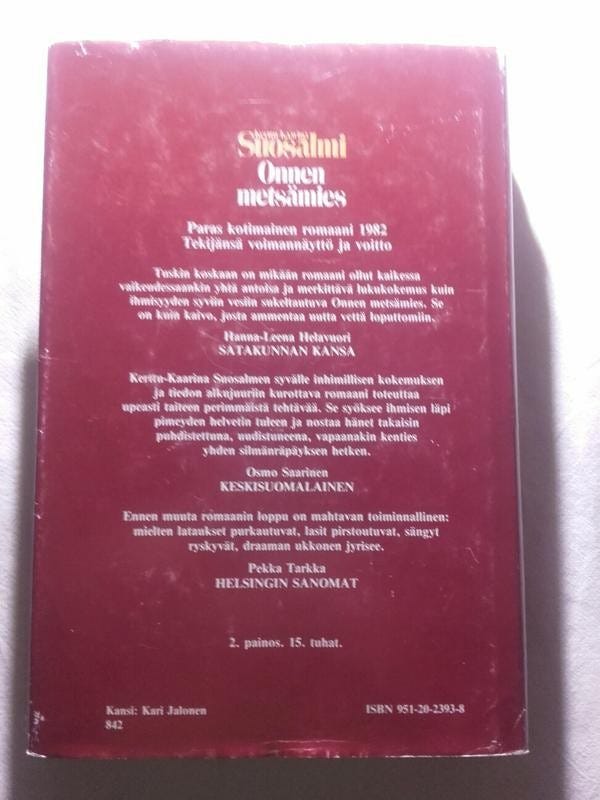 Kerttu-Kaarina
Suosalmi
Onnen
metsämies
Paras kotimainen romaani 1982
Tekijänsä voimannäyttö ja voitto
Tuskin koskaan on mikään romaani ollut kaikessa
vaikeudessaankin yhtä antoisa ja merkittävä lukukokemus kuin
ihmisyyden syviin vesiin sukeltautuva Onnen metsämies. Se
on kuin kaivo, josta ammentaa uutta vettä loputtomiin.
Hanna-Leena Helavuori
SATAKUNNAN KANSA
Kerttu-Kaarina Suosalmen syvälle inhimillisen kokemuksen
ja tiedon alkujuuriin kurottava romaani toteuttaa
upeasti taiteen perimmäistä tehtävää. Se syöksee ihmisen läpi
pimeyden helvetin tuleen ja nostaa hänet takaisin
puhdistettuna, uudistuneena, vapaanakin kenties
yhden silmänräpäyksen hetken.
Osmo Saarinen
KESKISUOMALAINEN
Ennen muuta romaanin loppu on mahtavan toiminnallinen:
mielten lataukset purkautuvat, lasit pirstoutuvat, sängyt
ryskyvät, draaman ukkonen jyrisee.
Pekka Tarkka
HELSINGIN SANOMAT
2. painos. 15. tuhat.
Kansi: Kari Jalonen
842
ISBN 951-20-2393-8